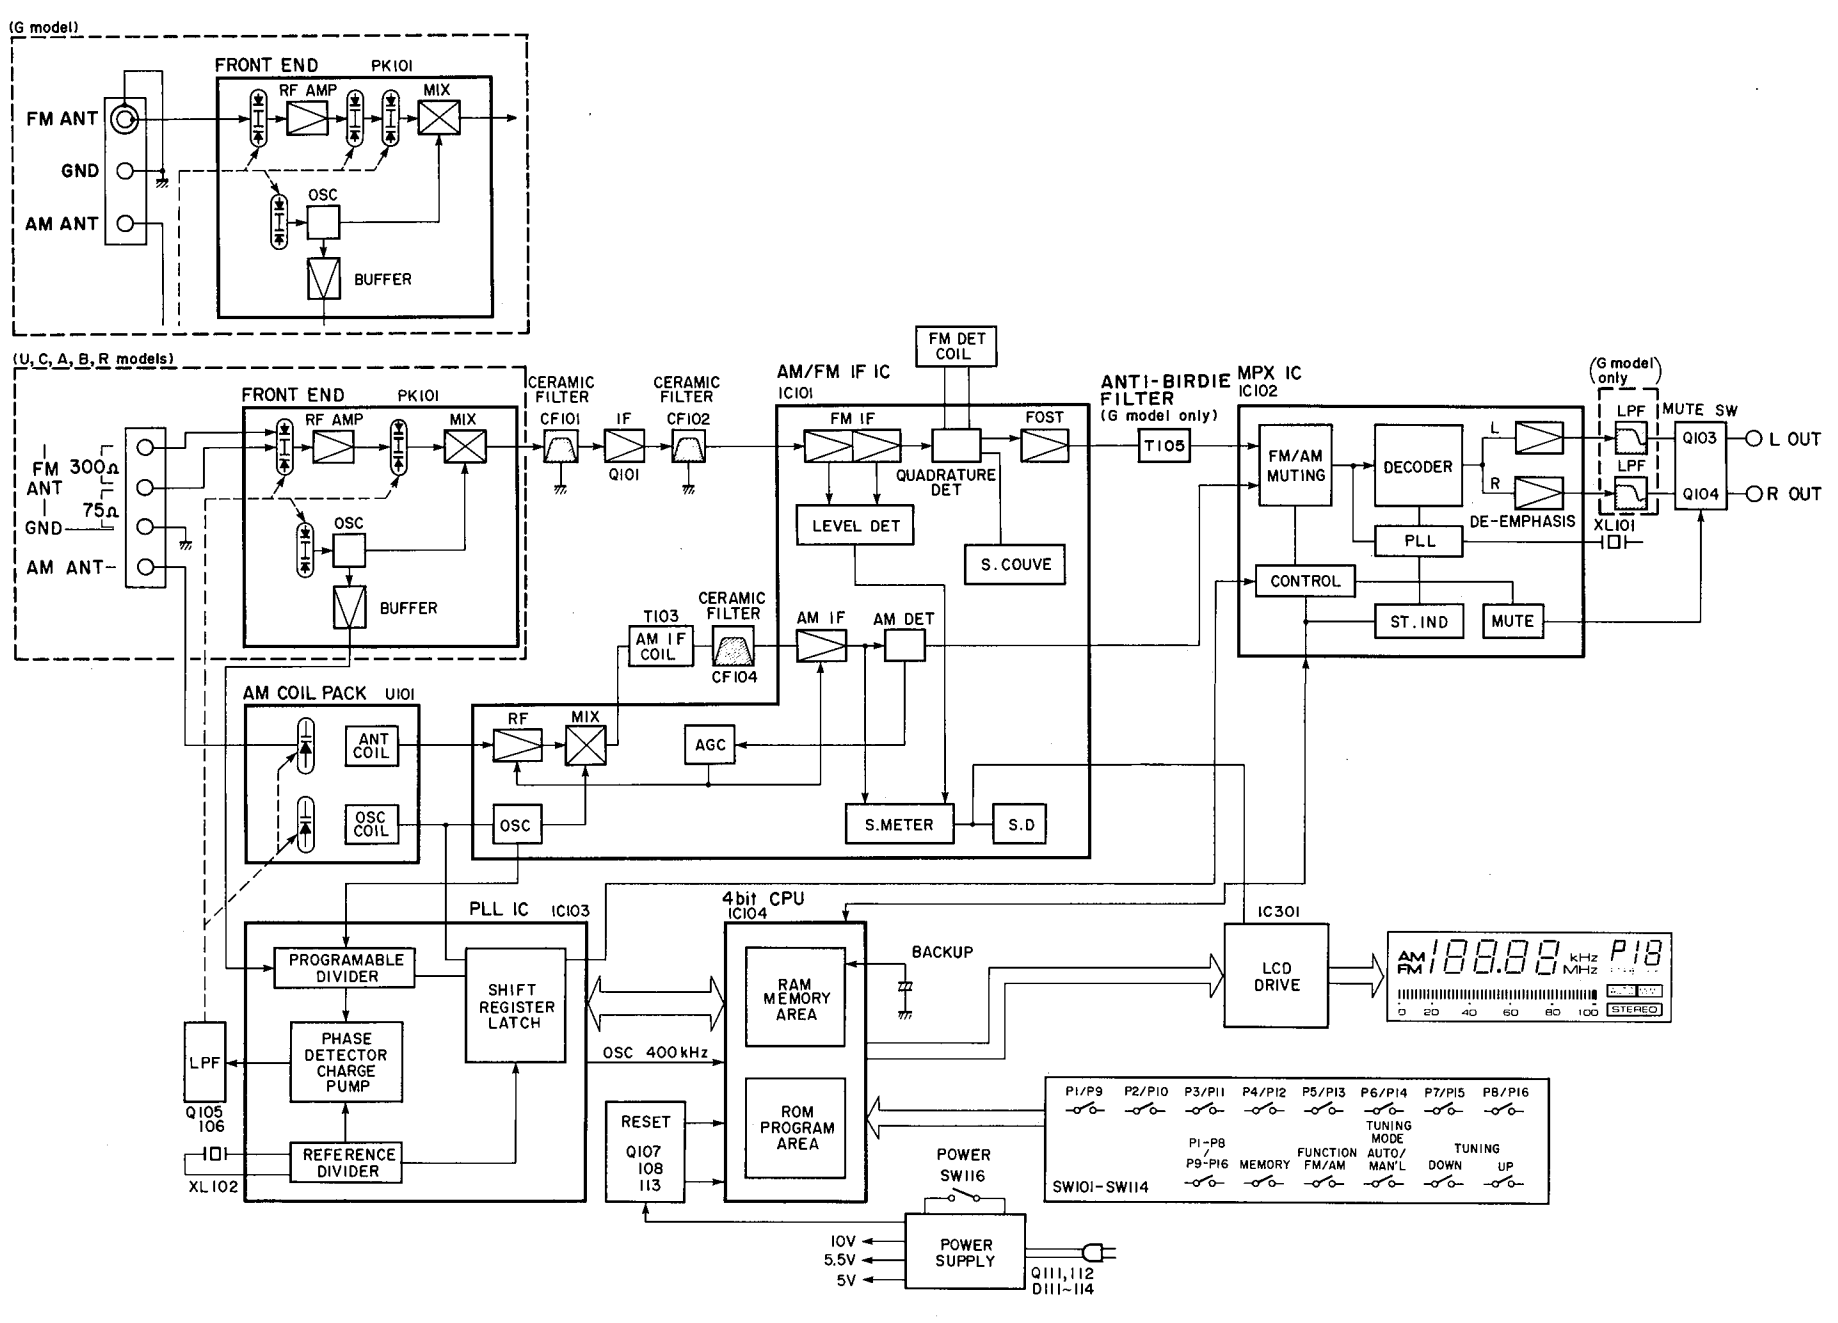 (G model)
FRONT END PK101
RF AMP MIX
FM ANT
GND
AM ANT
OSC
BUFFER
(U, C, A, B, R models)
FRONT END PK101
RF AMP MIX
FM 300Ω
ANT
75Ω
GND
AM ANT
OSC
BUFFER
CERAMIC
FILTER
CF101
IF
Q101
CERAMIC
FILTER
CF102
AM/FM IF IC
IC101
FM DET
COIL
FM IF
QUADRATURE
DET
FOST
LEVEL DET
S.COUVE
ANTI-BIRDIE
FILTER
(G model only)
T105
MPX IC
IC102
FM/AM
MUTING
DECODER
L
R
DE-EMPHASIS
PLL
XL101
CONTROL
ST.IND
MUTE
(G model
only)
LPF
LPF
MUTE SW
Q103
Q104
L OUT
R OUT
T103
AM IF
COIL
CERAMIC
FILTER
CF104
AM IF
AM DET
AM COIL PACK U101
ANT
COIL
OSC
COIL
RF
MIX
AGC
OSC
S.METER
S.D
PLL IC IC103
PROGRAMABLE
DIVIDER
PHASE
DETECTOR
CHARGE
PUMP
REFERENCE
DIVIDER
SHIFT
REGISTER
LATCH
LPF
Q105
106
XL102
OSC 400kHz
4bit CPU
IC104
RAM
MEMORY
AREA
ROM
PROGRAM
AREA
BACKUP
RESET
Q107
108
113
IC301
LCD
DRIVE
AM
FM
188.88
kHz
MHz
P18
0 20 40 60 80 100
STEREO
P1/P9 P2/P10 P3/P11 P4/P12 P5/P13 P6/P14 P7/P15 P8/P16
P1-P8
/
P9-P16
MEMORY
FUNCTION
FM/AM
TUNING
MODE
AUTO/
MAN'L
TUNING
DOWN UP
SW101-SW114
POWER
SW116
POWER
SUPPLY
10V
5.5V
5V
Q111,112
D111~114